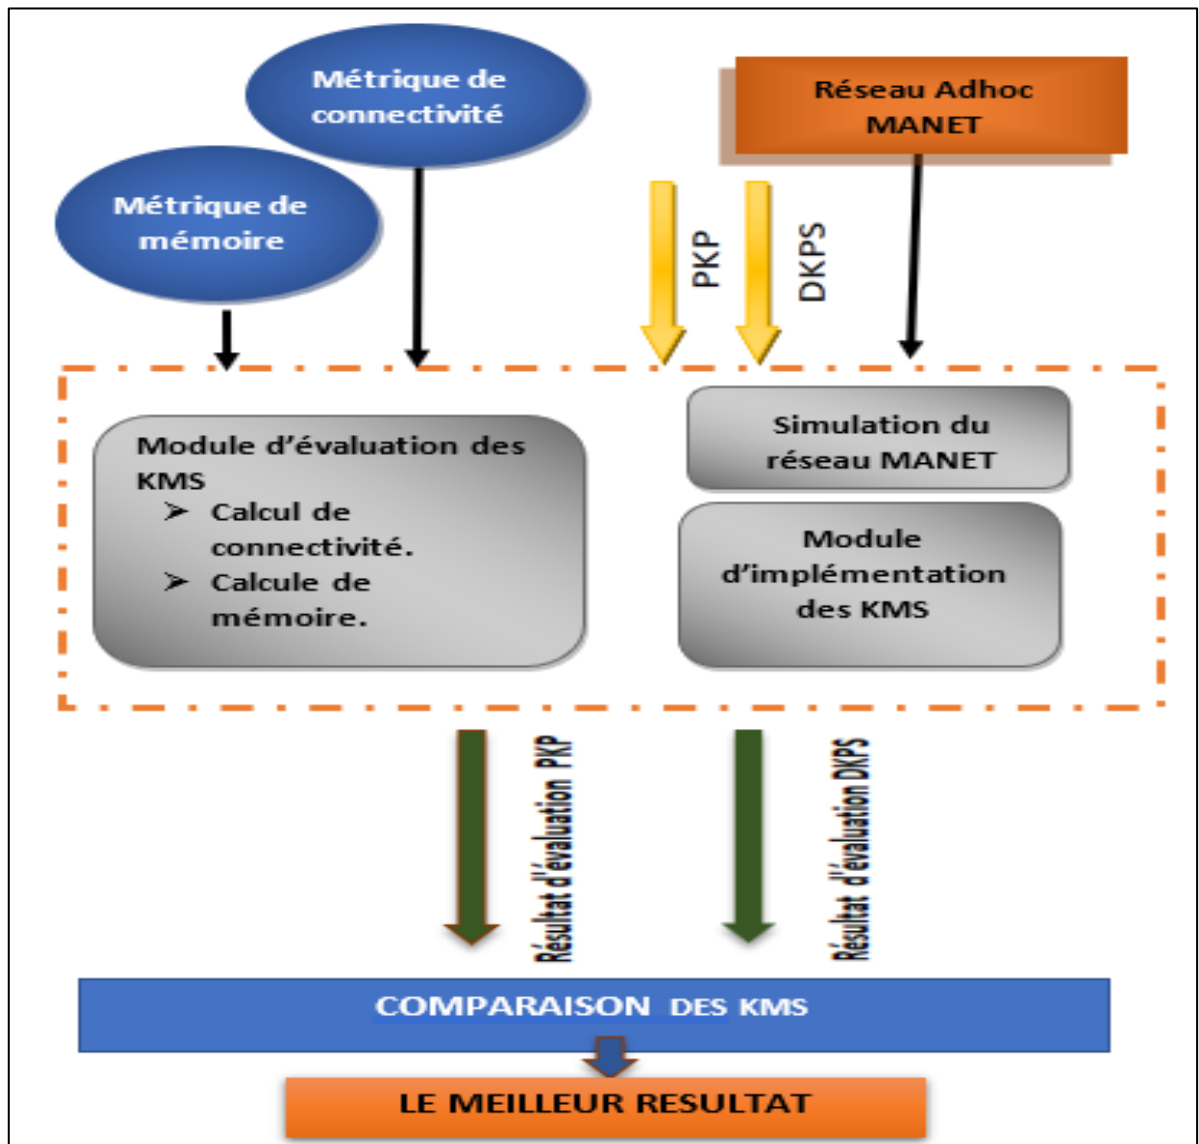 Métrique de
connectivité
Métrique de
mémoire
Réseau Adhoc
MANET
PKP
DKPS
Module d'évaluation des
KMS
➢ Calcul de
connectivité.
➢ Calcule de
mémoire.
Simulation du
réseau MANET
Module
d'implémentation
des KMS
Résultat d'évaluation PKP
Résultat d'évaluation DKPS
COMPARAISON DES KMS
LE MEILLEUR RESULTAT